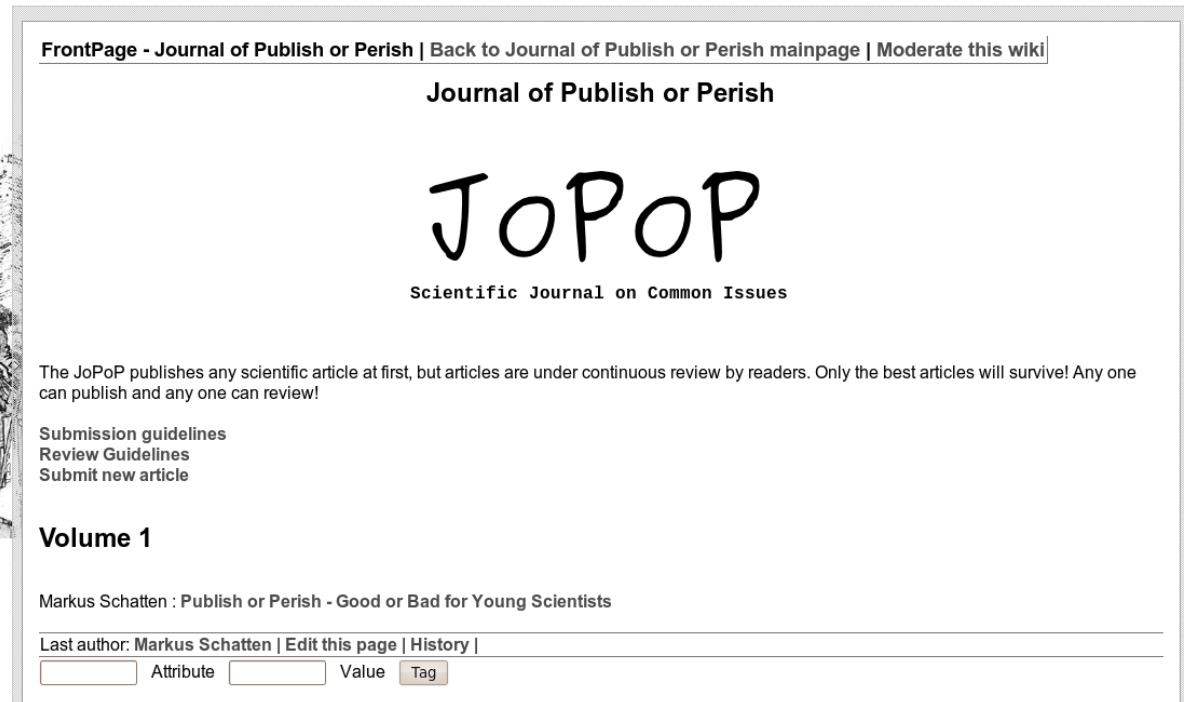 FrontPage - Journal of Publish or Perish | Back to Journal of Publish or Perish mainpage | Moderate this wiki
Journal of Publish or Perish
JoPoP
Scientific Journal on Common Issues
The JoPoP publishes any scientific article at first, but articles are under continuous review by readers. Only the best articles will survive! Any one
can publish and any one can review!
Submission guidelines
Review Guidelines
Submit new article
Volume 1
Markus Schatten : Publish or Perish - Good or Bad for Young Scientists
Last author: Markus Schatten | Edit this page | History |
Attribute Value Tag